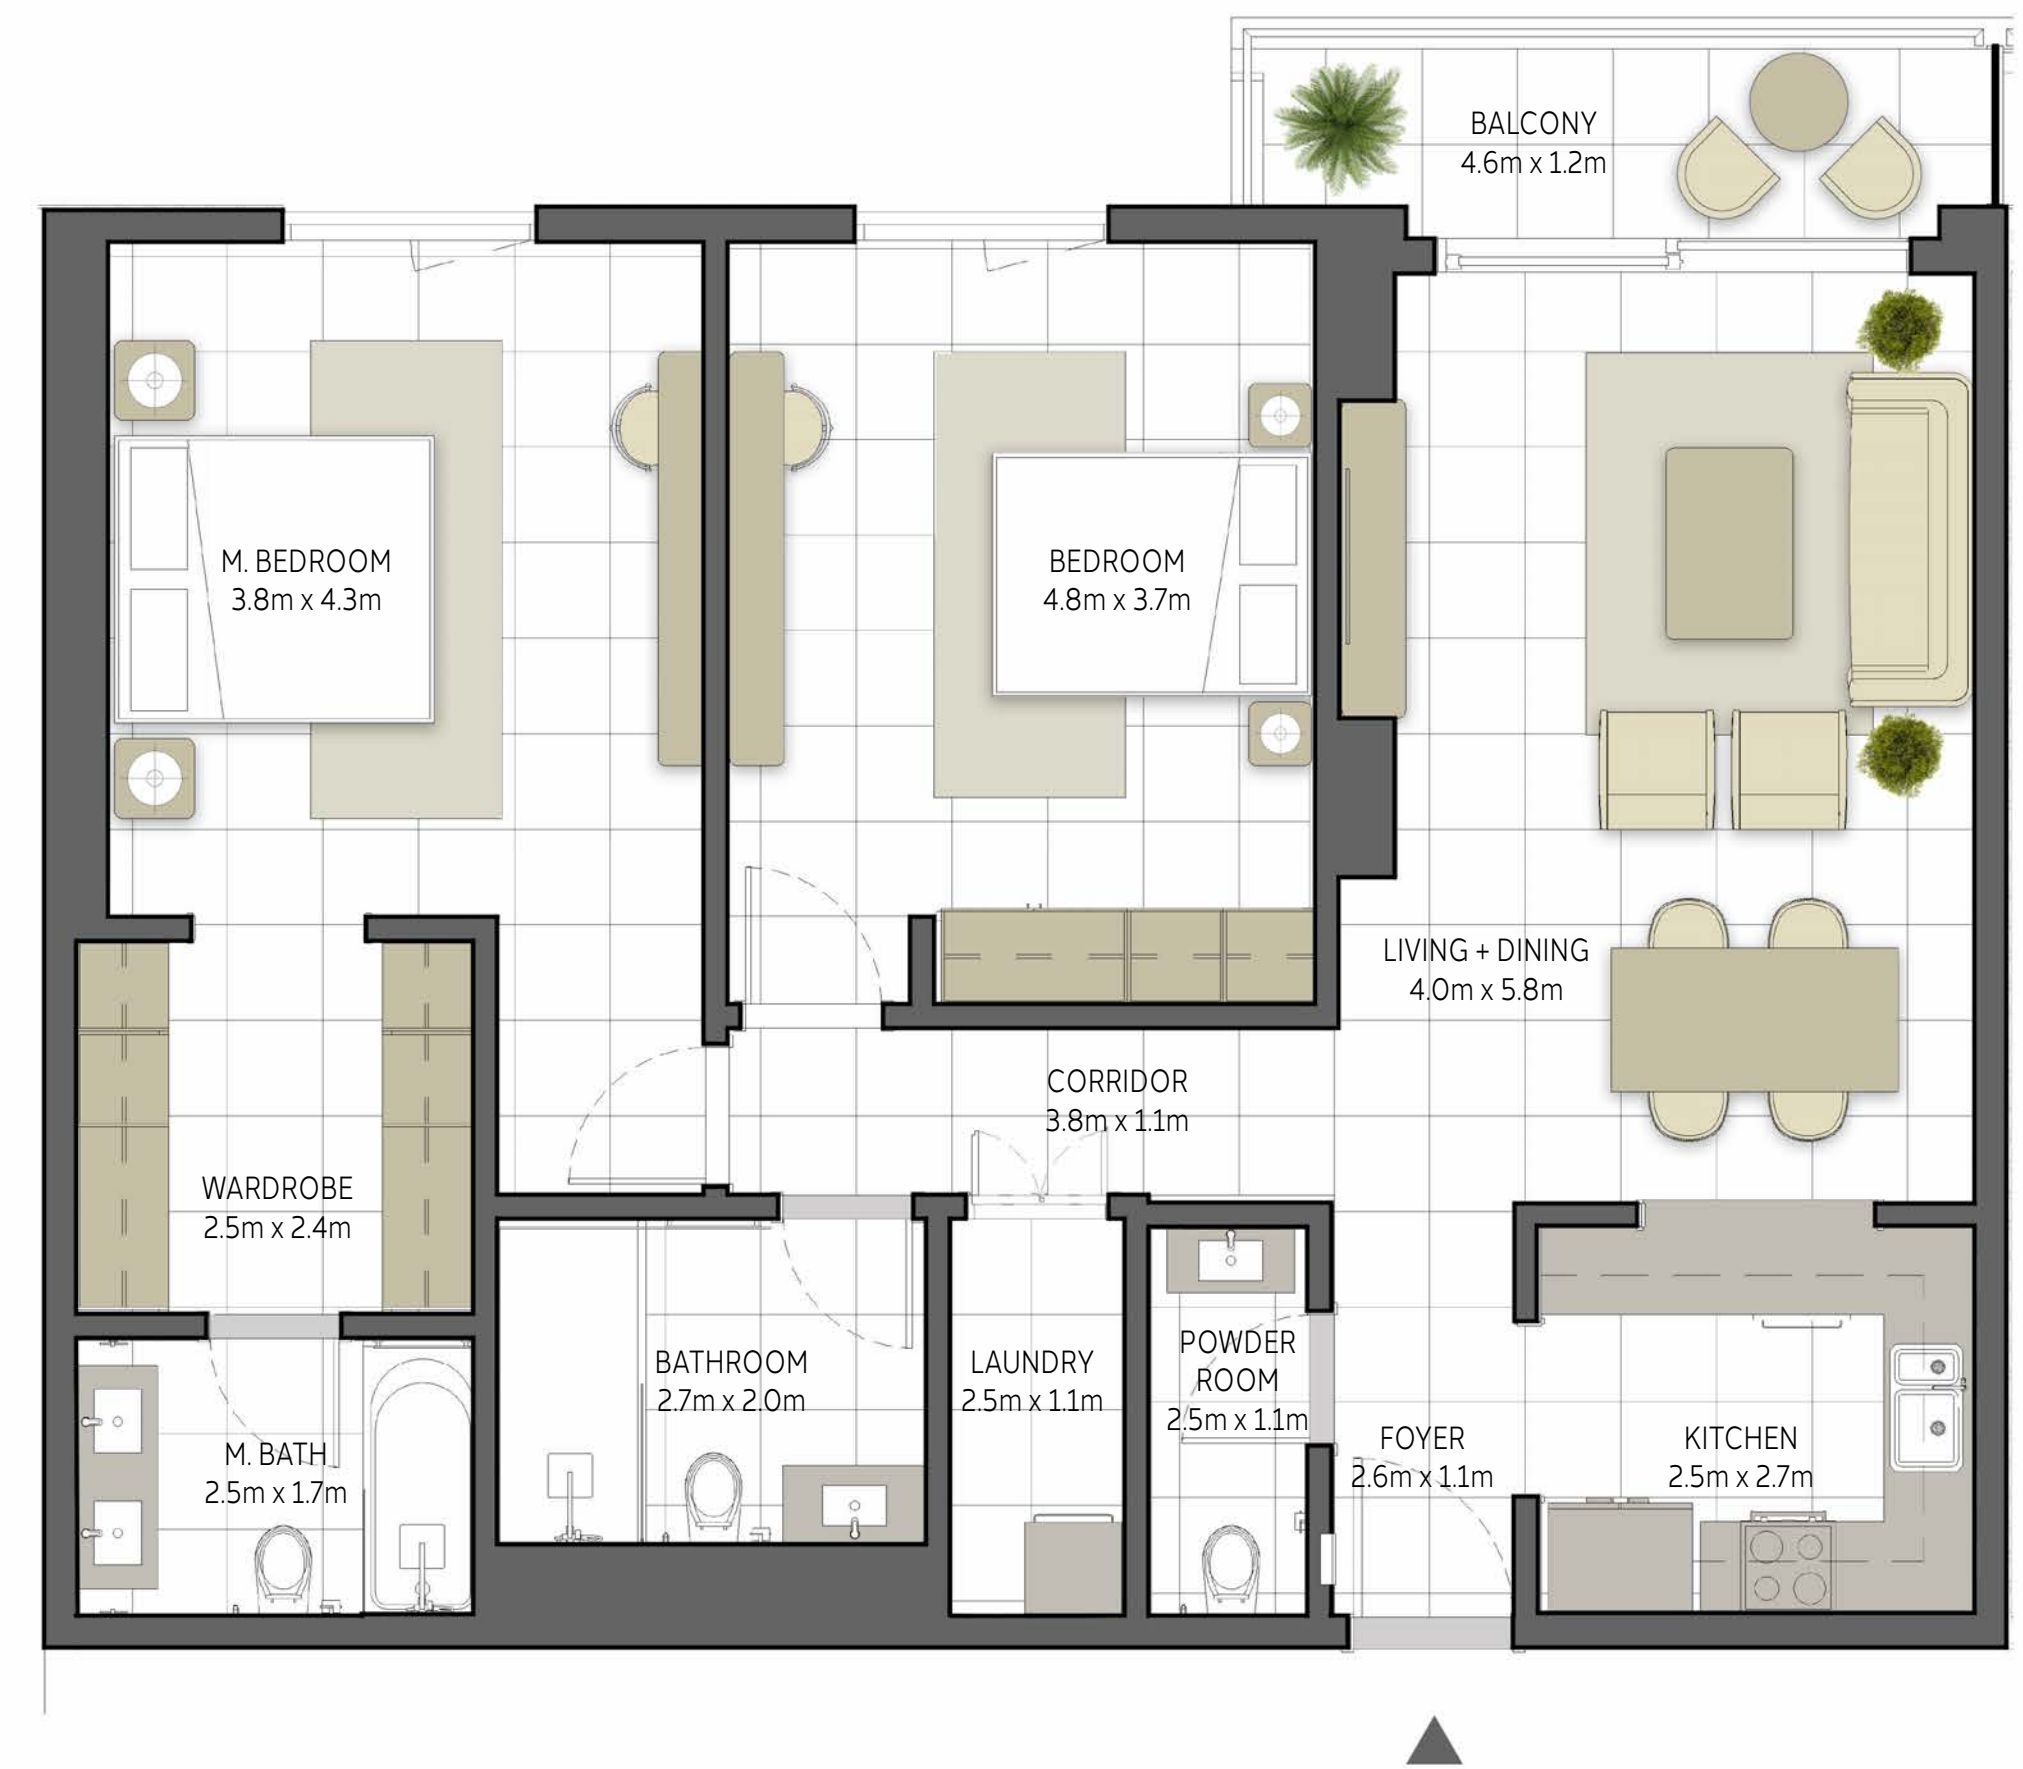 BALCONY
4.6m x 1.2m
M. BEDROOM
3.8m x 4.3m
BEDROOM
4.8m x 3.7m
LIVING + DINING
4.0m x 5.8m
CORRIDOR
3.8m x 1.1m
WARDROBE
2.5m x 2.4m
BATHROOM
2.7m x 2.0m
LAUNDRY
2.5m x 1.1m
POWDER
ROOM
2.5m x 1.1m
M. BATH
2.5m x 1.7m
FOYER
2.6m x 1.1m
KITCHEN
2.5m x 2.7m